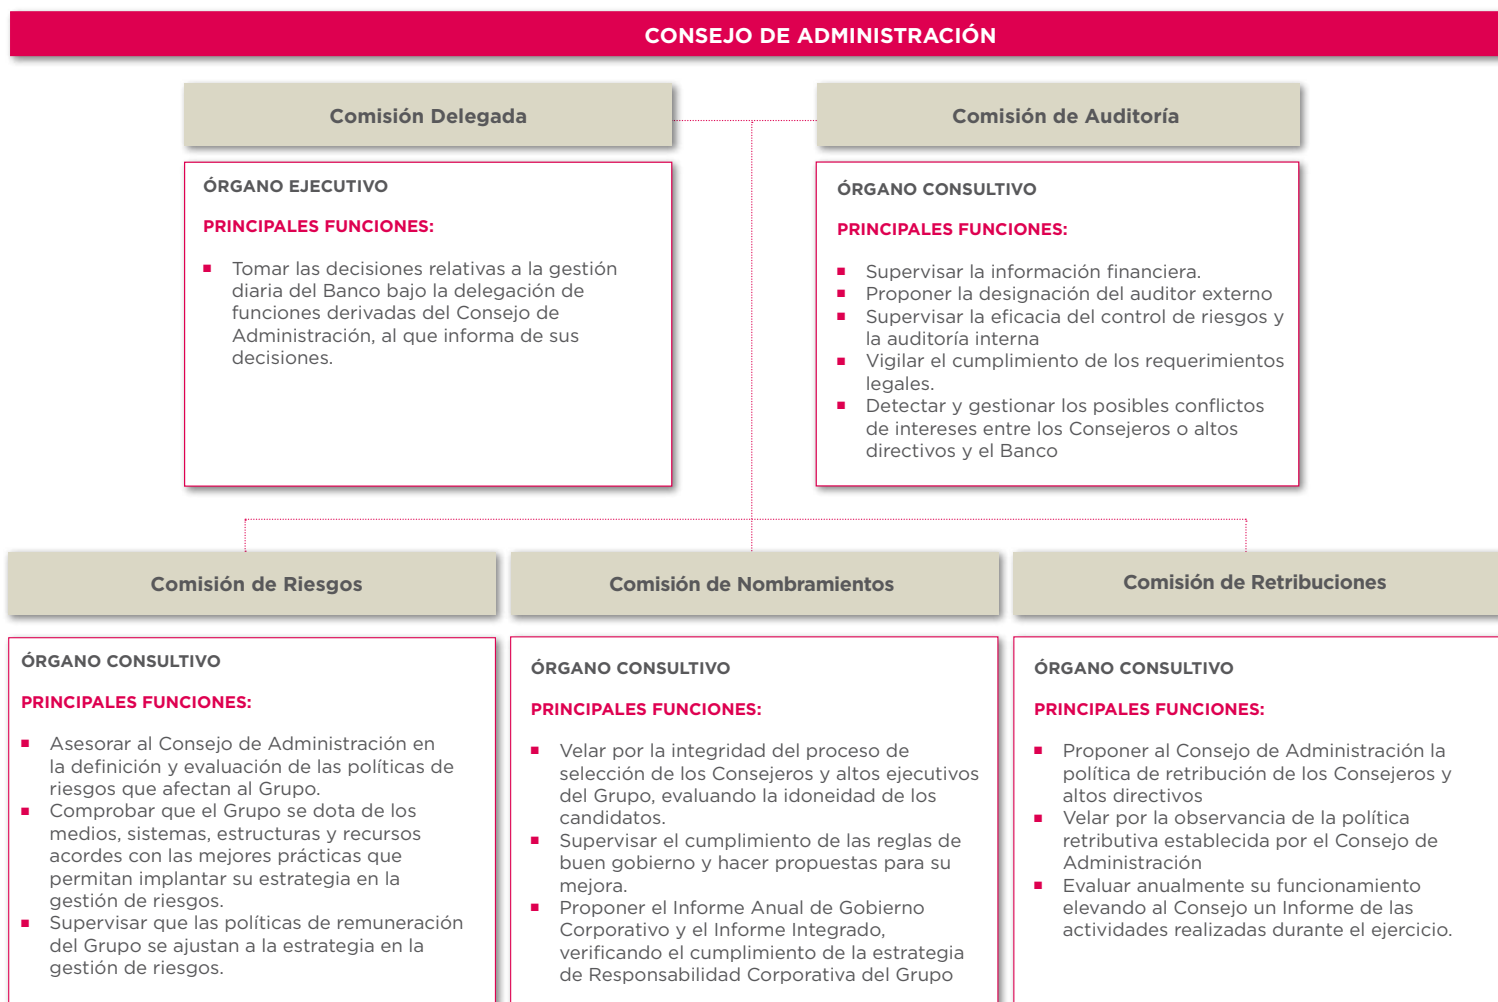 CONSEJO DE ADMINISTRACIÓN
Comisión Delegada
ÓRGANO EJECUTIVO
PRINCIPALES FUNCIONES:
▪ Tomar las decisiones relativas a la gestión
diaria del Banco bajo la delegación de
funciones derivadas del Consejo de
Administración, al que informa de sus
decisiones.
Comisión de Auditoría
ÓRGANO CONSULTIVO
PRINCIPALES FUNCIONES:
▪ Supervisar la información financiera.
▪ Proponer la designación del auditor externo
▪ Supervisar la eficacia del control de riesgos y
la auditoría interna
▪ Vigilar el cumplimiento de los requerimientos
legales.
▪ Detectar y gestionar los posibles conflictos
de intereses entre los Consejeros o altos
directivos y el Banco
Comisión de Riesgos
ÓRGANO CONSULTIVO
PRINCIPALES FUNCIONES:
▪ Asesorar al Consejo de Administración en
la definición y evaluación de las políticas de
riesgos que afectan al Grupo.
▪ Comprobar que el Grupo se dota de los
medios, sistemas, estructuras y recursos
acordes con las mejores prácticas que
permitan implantar su estrategia en la
gestión de riesgos.
▪ Supervisar que las políticas de remuneración
del Grupo se ajustan a la estrategia en la
gestión de riesgos.
Comisión de Nombramientos
ÓRGANO CONSULTIVO
PRINCIPALES FUNCIONES:
▪ Velar por la integridad del proceso de
selección de los Consejeros y altos ejecutivos
del Grupo, evaluando la idoneidad de los
candidatos.
▪ Supervisar el cumplimiento de las reglas de
buen gobierno y hacer propuestas para su
mejora.
▪ Proponer el Informe Anual de Gobierno
Corporativo y el Informe Integrado,
verificando el cumplimiento de la estrategia
de Responsabilidad Corporativa del Grupo
Comisión de Retribuciones
ÓRGANO CONSULTIVO
PRINCIPALES FUNCIONES:
▪ Proponer al Consejo de Administración la
política de retribución de los Consejeros y
altos directivos
▪ Velar por la observancia de la política
retributiva establecida por el Consejo de
Administración
▪ Evaluar anualmente su funcionamiento
elevando al Consejo un Informe de las
actividades realizadas durante el ejercicio.